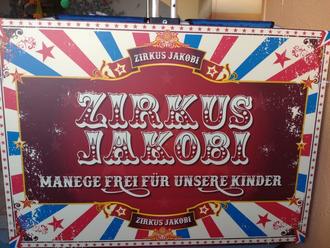 ZIRKUS JAKOBI
ZIRKUS
JAKOBI
MANEGE FREI FÜR UNSERE KINDER
ZIRKUS JAKOBI